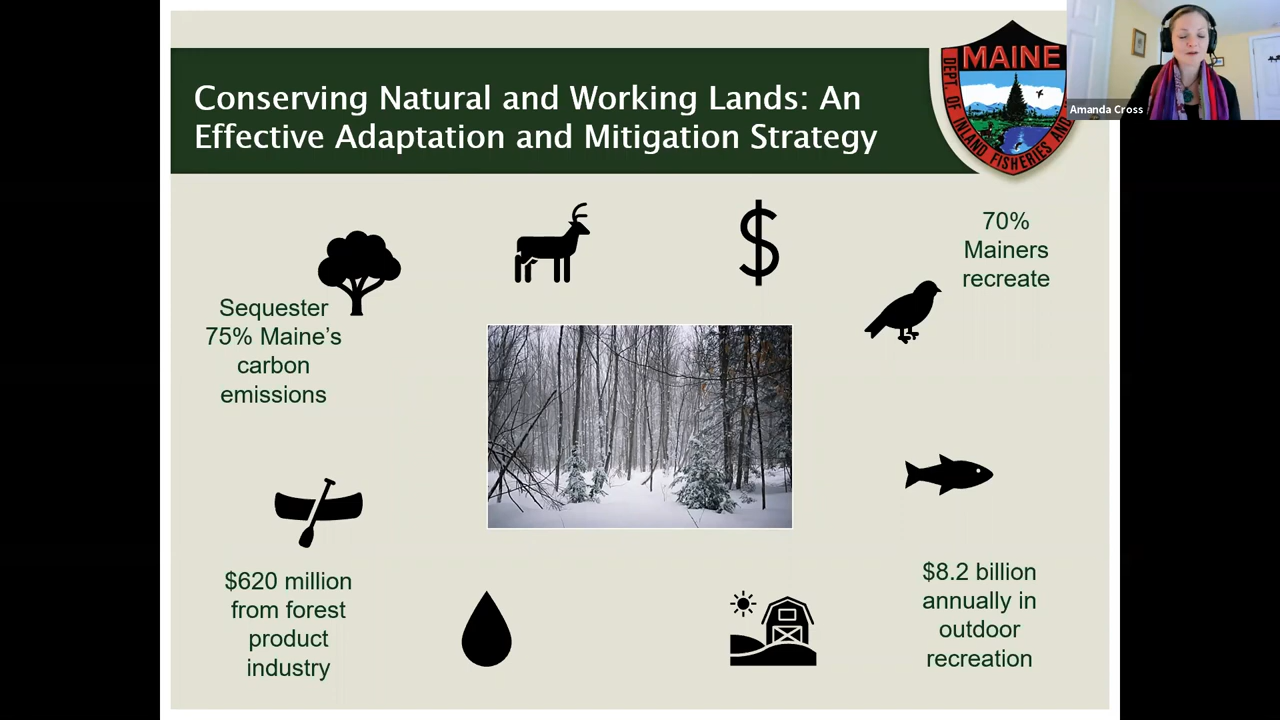 Conserving Natural and Working Lands: An
Effective Adaptation and Mitigation Strategy
MAINE
DEPT. OF INLAND FISHERIES AND
Amanda Cross
70%
Mainers
recreate
Sequester
75% Maine's
carbon
emissions
$
$620 million
from forest
product
industry
$8.2 billion
annually in
outdoor
recreation